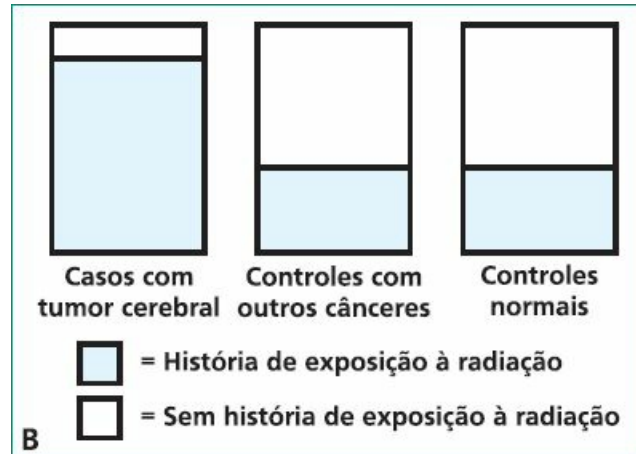 Casos com
tumor cerebral
Controles com
outros cânceres
Controles
normais
= História de exposição à radiação
= Sem história de exposição à radiação
B